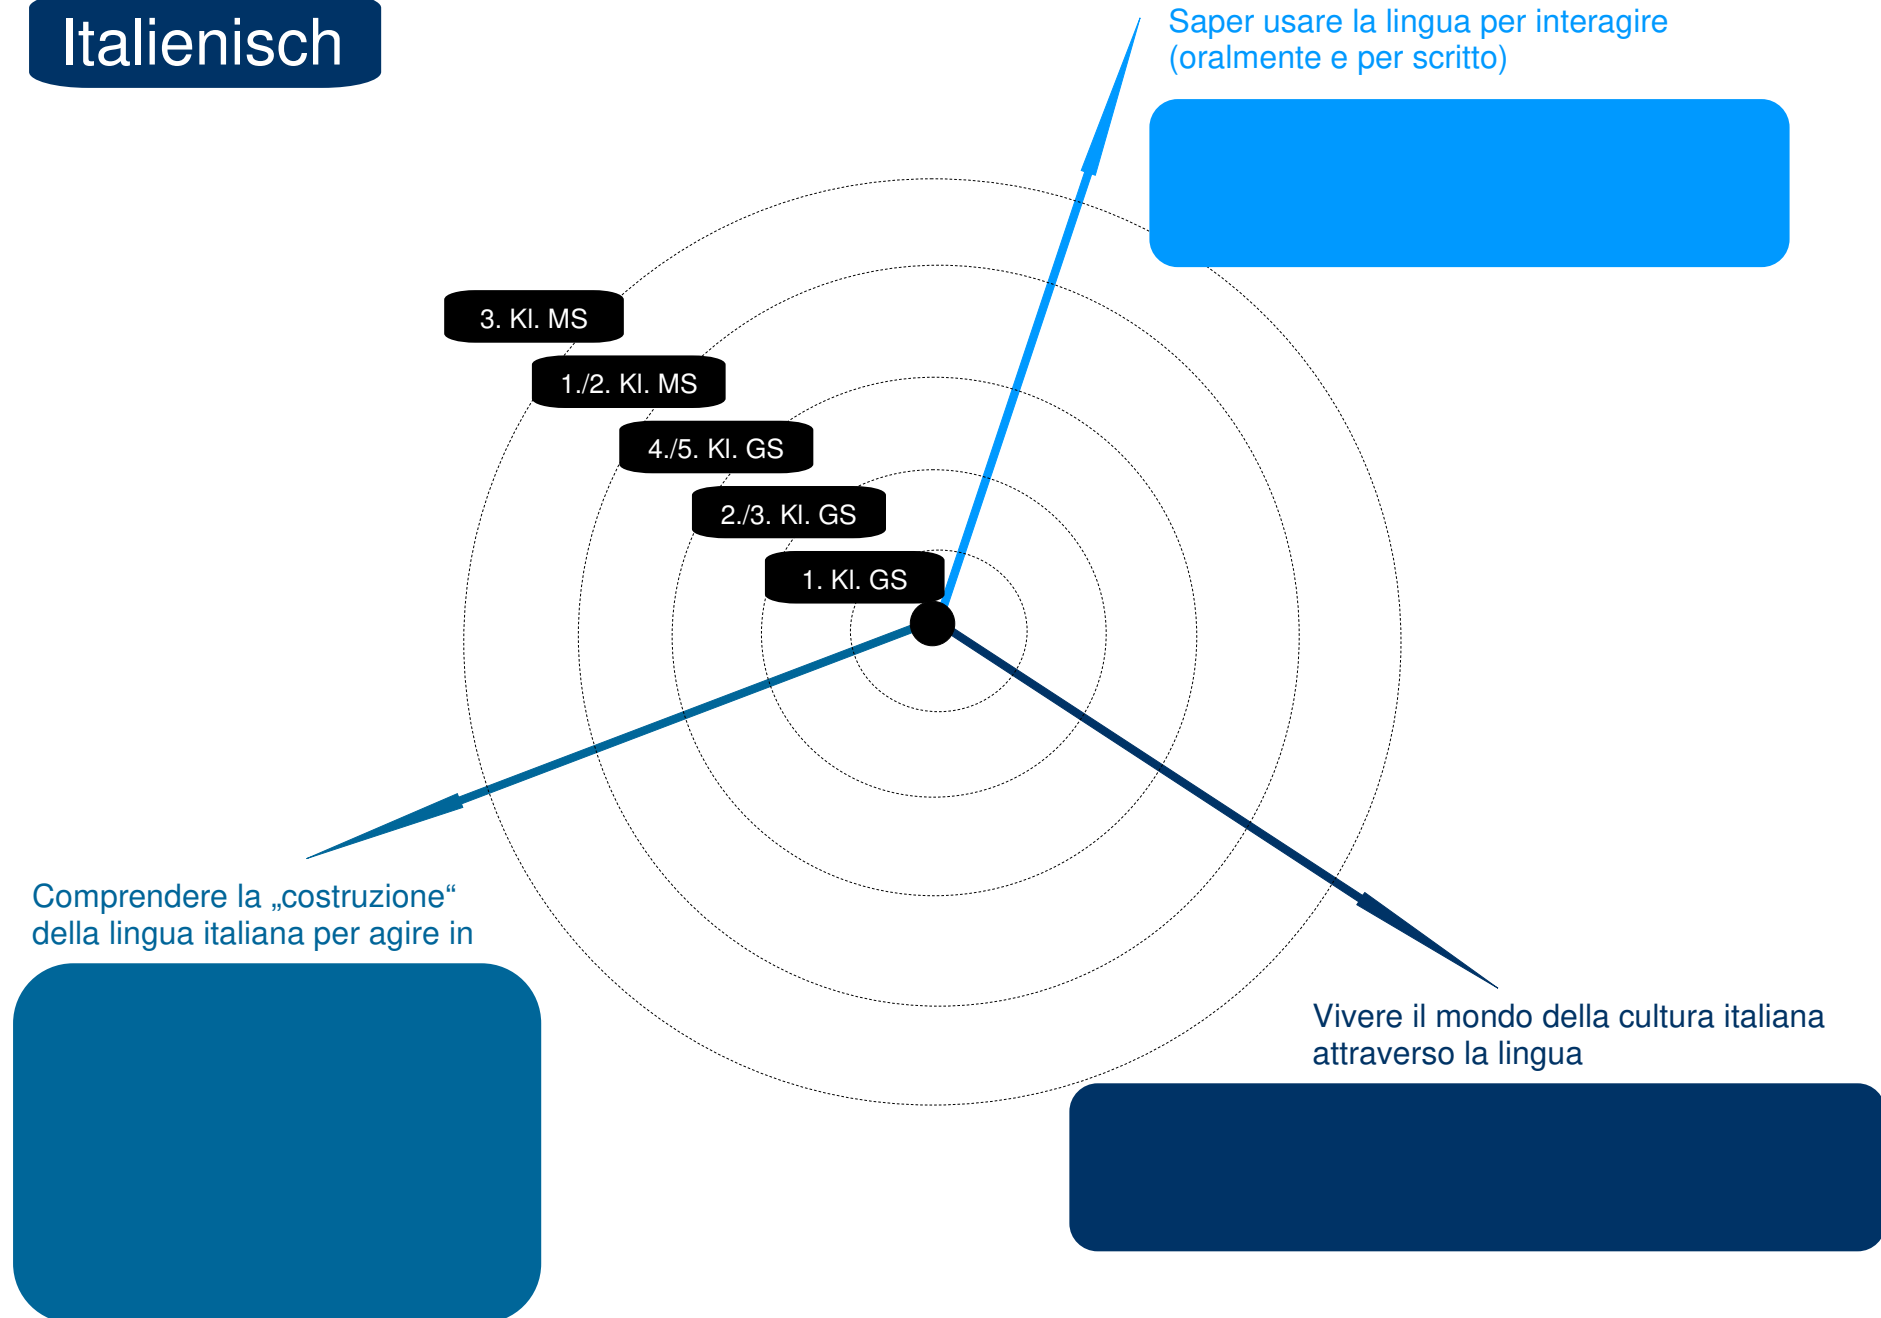 Italienisch
Saper usare la lingua per interagire
(oralmente e per scritto)
3. Kl. MS
1./2. Kl. MS
4./5. Kl. GS
2./3. Kl. GS
1. Kl. GS
Comprendere la „costruzione“
della lingua italiana per agire in
Vivere il mondo della cultura italiana
attraverso la lingua